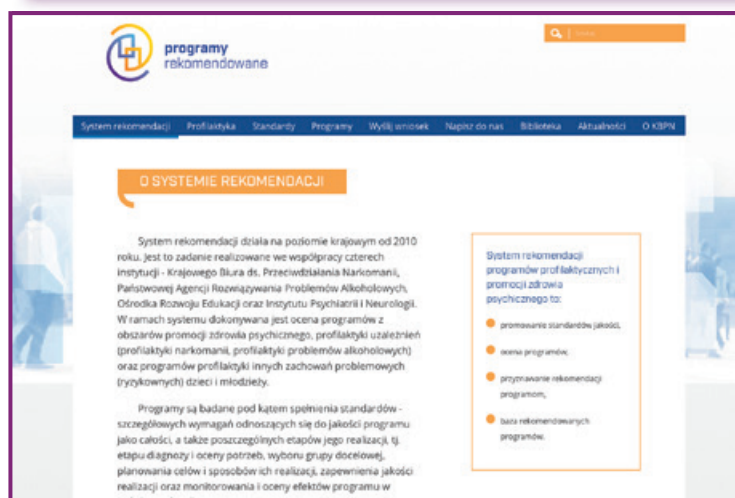 programy
rekomendowane
System rekomendacji Profilaktyka Standardy Programy Wyślij wniosek Napisz do nas Biblioteka Aktualności O KBPN
O SYSTEMIE REKOMENDACJI
System rekomendacji działa na poziomie krajowym od 2010
roku. Jest to zadanie realizowane we współpracy czterech
instytucji - Krajowego Biura ds. Przeciwdziałania Narkomanii,
Państwowej Agencji Rozwiązywania Problemów Alkoholowych,
Ośrodka Rozwoju Edukacji oraz Instytutu Psychiatrii i Neurologii.
W ramach systemu dokonywana jest ocena programów z
obszarów promocji zdrowia psychicznego, profilaktyki uzależnień
(profilaktyki narkomanii, profilaktyki problemów alkoholowych)
oraz programów profilaktyki innych zachowań problemowych
(ryzykownych) dzieci i młodzieży.
Programy są badane pod kątem spełnienia standardów -
szczegółowych wymagań odnoszących się do jakości programu
jako całości, a także poszczególnych etapów jego realizacji, tj.
etapu diagnozy i oceny potrzeb, wyboru grupy docelowej,
planowania celów i sposobów ich realizacji, zapewnienia jakości
realizacji oraz monitorowania i oceny efektów programu w
System rekomendacji
programów profilaktycznych i
promocji zdrowia
psychicznego to:
promowanie standardów jakości,
ocena programów,
przyznawanie rekomendacji
programom,
baza rekomendowanych
programów.